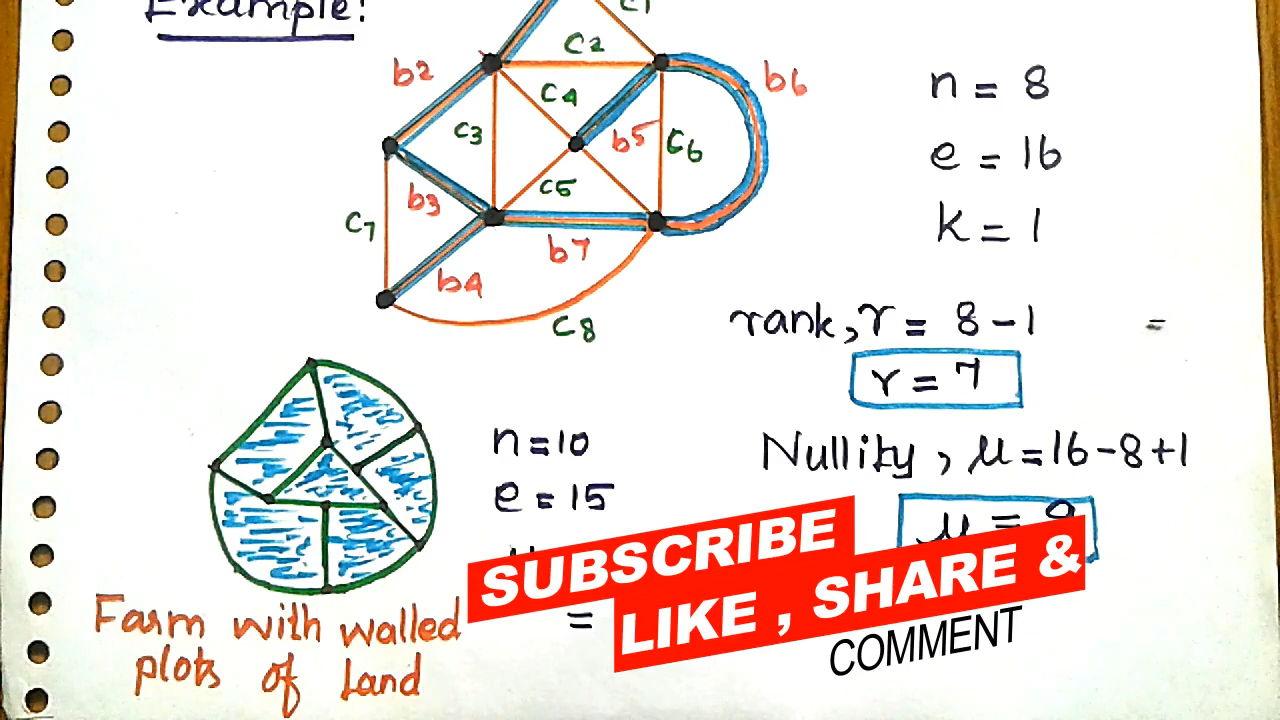 Example:
C1
C2
b2
b6
C4
C3
b5
C6
b3
C5
C7
b7
b4
C8
n = 8
e = 16
k = 1
rank, r = 8 - 1 =
r = 7
Nullity, μ = 16 - 8 + 1
μ =
n = 10
e = 15
=
Farm with walled
plots of land
SUBSCRIBE
LIKE , SHARE &
COMMENT